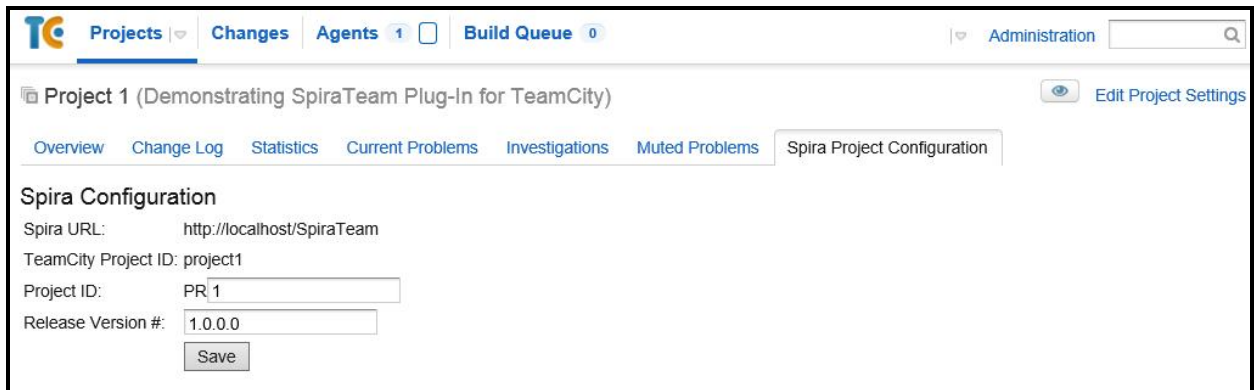 TC Projects Changes Agents 1 Build Queue 0 Administration
Project 1 (Demonstrating SpiraTeam Plug-In for TeamCity) Edit Project Settings
Overview Change Log Statistics Current Problems Investigations Muted Problems Spira Project Configuration
Spira Configuration
Spira URL: http://localhost/SpiraTeam
TeamCity Project ID: project1
Project ID: PR 1
Release Version #: 1.0.0.0
Save